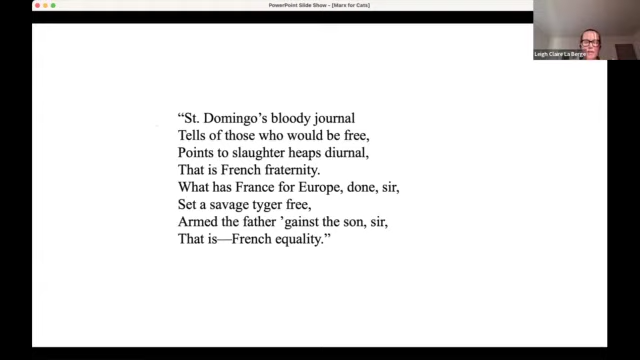 PowerPoint Slide Show - [Marx for Cats]
Leigh Claire La Berge
“St. Domingo’s bloody journal
Tells of those who would be free,
Points to slaughter heaps diurnal,
That is French fraternity.
What has France for Europe, done, sir,
Set a savage tyger free,
Armed the father ’gainst the son, sir,
That is—French equality.”